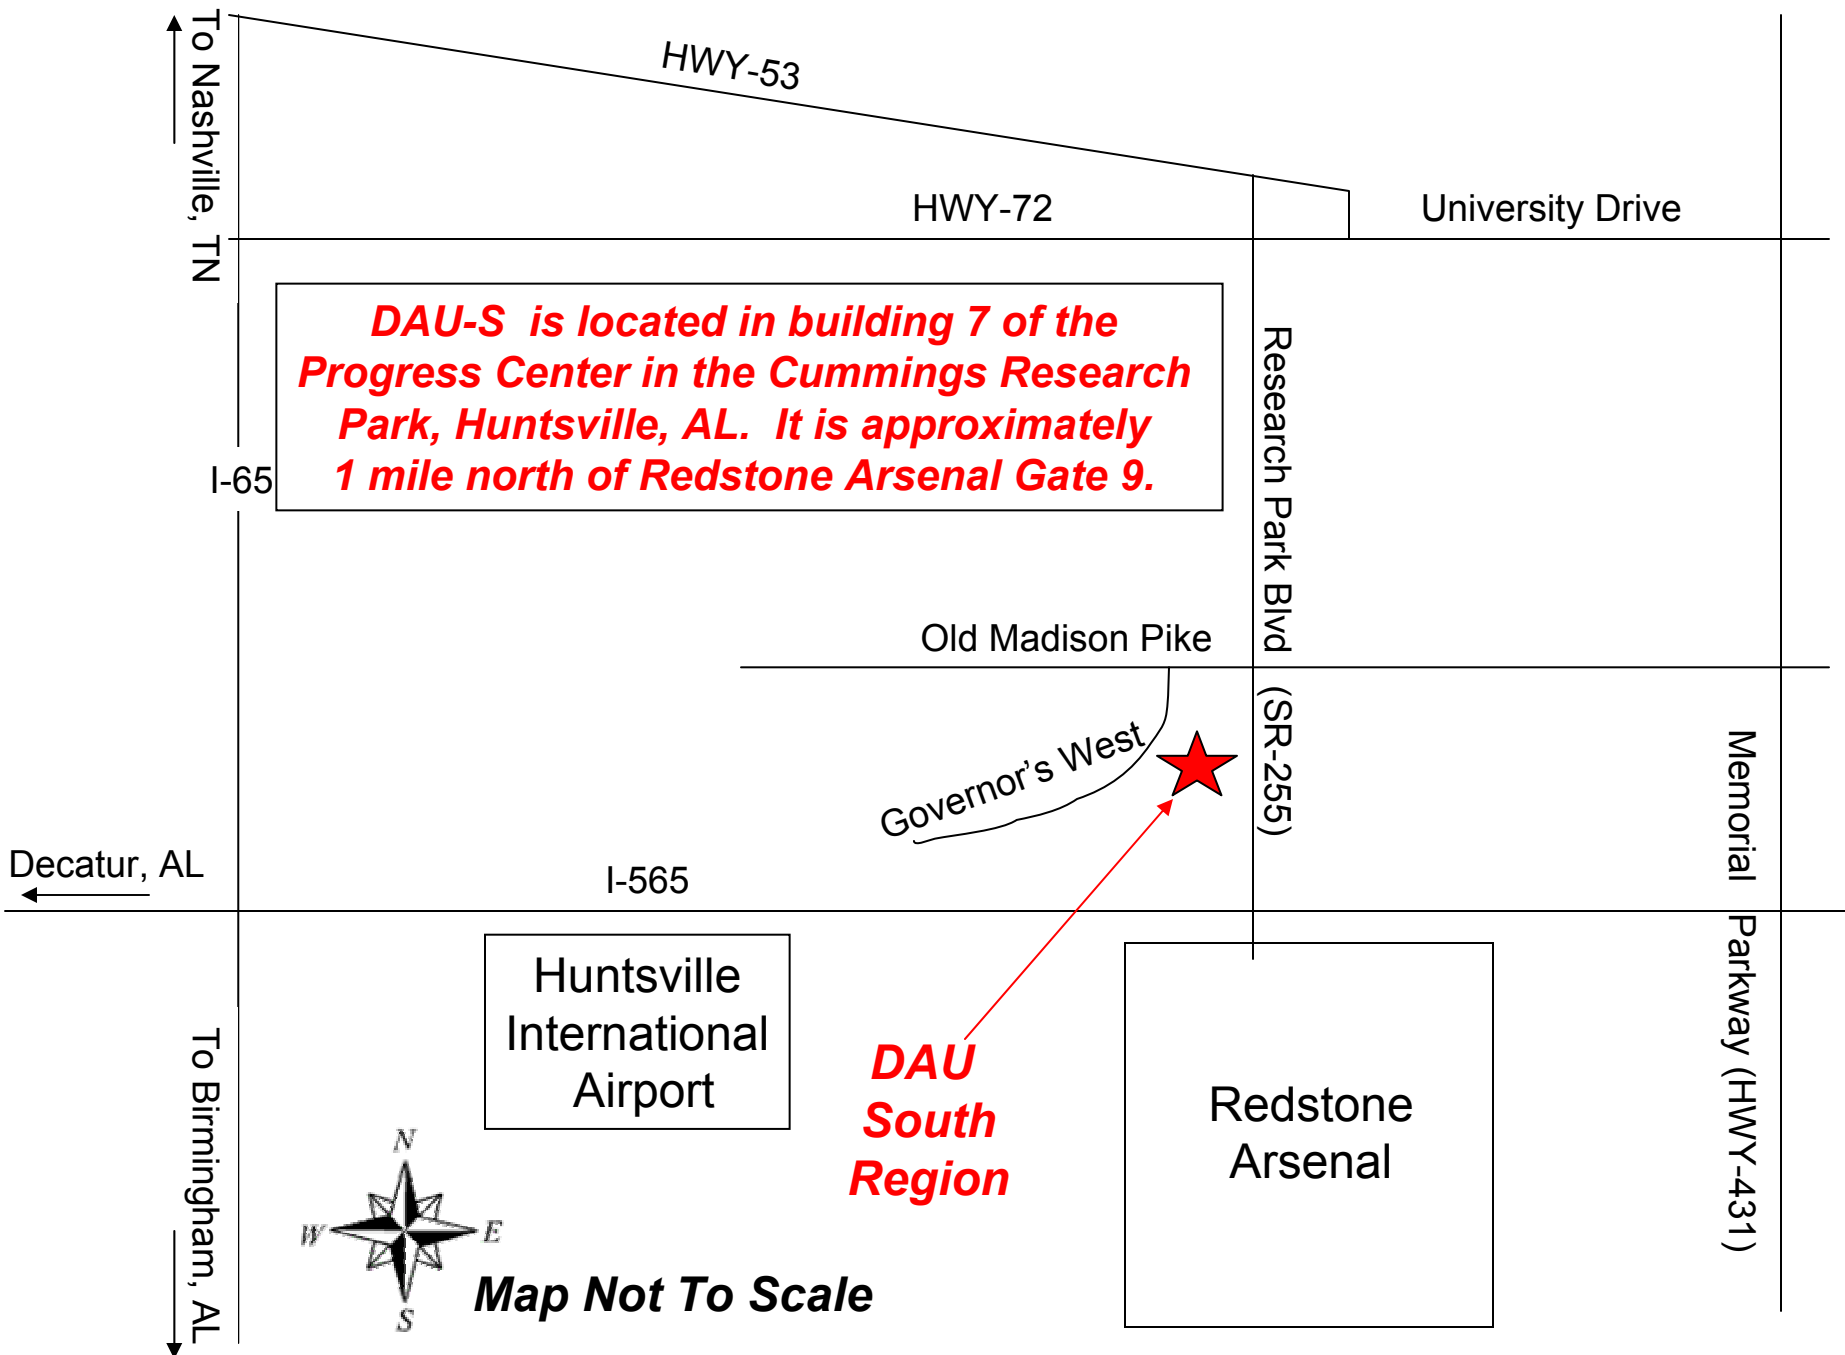 To Nashville, TN
HWY-53
HWY-72
University Drive
DAU-S is located in building 7 of the
Progress Center in the Cummings Research
Park, Huntsville, AL. It is approximately
1 mile north of Redstone Arsenal Gate 9.
I-65
Research Park Blvd (SR-255)
Old Madison Pike
Governor's West
Memorial Parkway (HWY-431)
Decatur, AL
I-565
Huntsville
International
Airport
DAU
South
Region
Redstone
Arsenal
To Birmingham, AL
N
W
E
S
Map Not To Scale